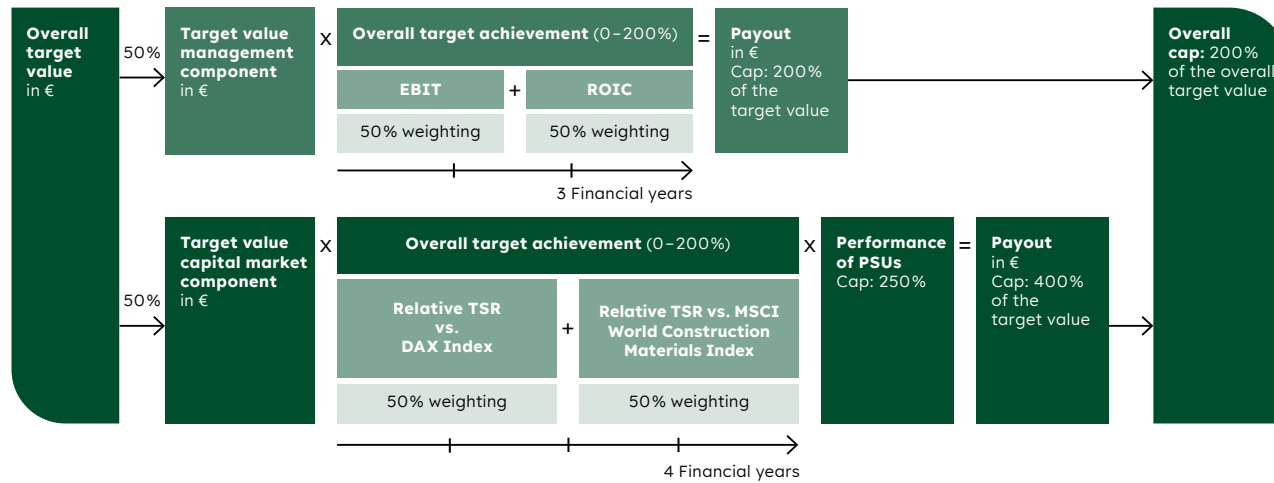 Overall
target
value
in €
50%
Target value
management
component
in €
x
Overall target achievement (0–200%)
EBIT
+
ROIC
50% weighting
50% weighting
3 Financial years
=
Payout
in €
Cap: 200%
of the
target value
Overall
cap: 200%
of the overall
target value
50%
Target value
capital market
component
in €
x
Overall target achievement (0–200%)
Relative TSR
vs.
DAX Index
+
Relative TSR vs. MSCI
World Construction
Materials Index
50% weighting
50% weighting
4 Financial years
x
Performance
of PSUs
Cap: 250%
=
Payout
in €
Cap: 400%
of the
target value